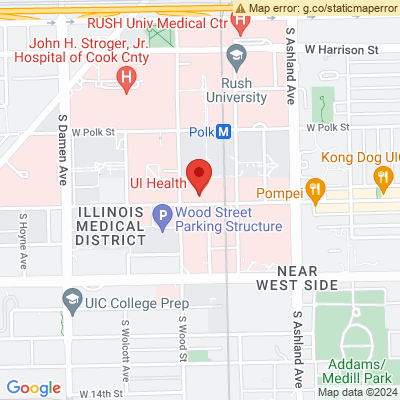 Map error: g.co/staticmaperror
RUSH Univ Medical Ctr
H
John H. Stroger, Jr.
Hospital of Cook Cnty
H
W Harrison St
S Ashland Ave
Rush
University
S Damen Ave
W Polk St
W Polk St
Polk M
Kong Dog UIC
UI Health
Pompei
ILLINOIS
MEDICAL
DISTRICT
P
Wood Street
Parking Structure
S Hoyne Ave
NEAR
WEST SIDE
UIC College Prep
S Wolcott Ave
S Wood St
S Ashland Ave
Addams/
Medill Park
W 14th St
Google
Map data ©2024